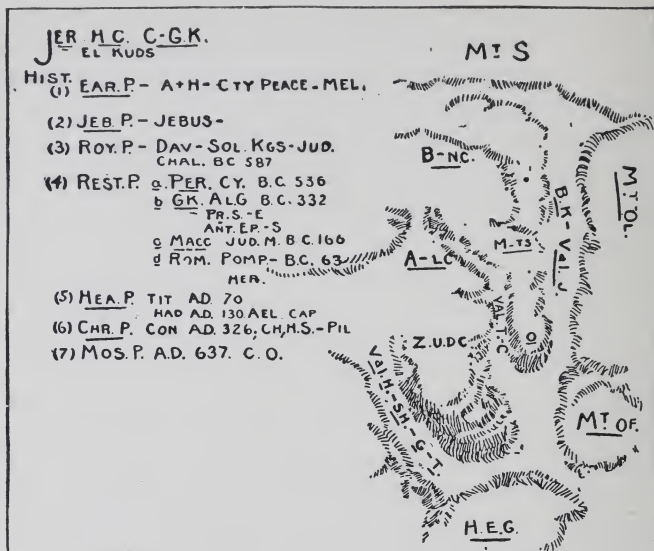 JER H.C. C-G.K.
EL KUDS
HIST.
(1) EAR.P. - A+H - CTY PEACE - MEL.
(2) JEB.P. - JEBUS -
(3) ROY.P. - DAV-SOL. KGS-JUD.
CHAL. BC 587
(4) REST.P. a. PER. CY. B.C. 536
b GK. ALG B.C. 332
PR.S.-E
ANT. EP.-S
c MACC JUD.M. B.C. 166
d ROM. POMP.- B.C. 63
HER.
(5) HEA.P. TIT AD. 70
HAD AD. 130. AEL. CAP
(6) CHR.P. CON AD. 326, CH,H.S.-PIL
(7) MOS.P. A.D. 637. C.O.
MT S
B-NC.
MT OL.
B.K-Val.J.
M-TS
A-LC
VAL.T-C
O
Z.U.DC.
Val.H.-SH.-G-T.
MT OF.
H.E.G.